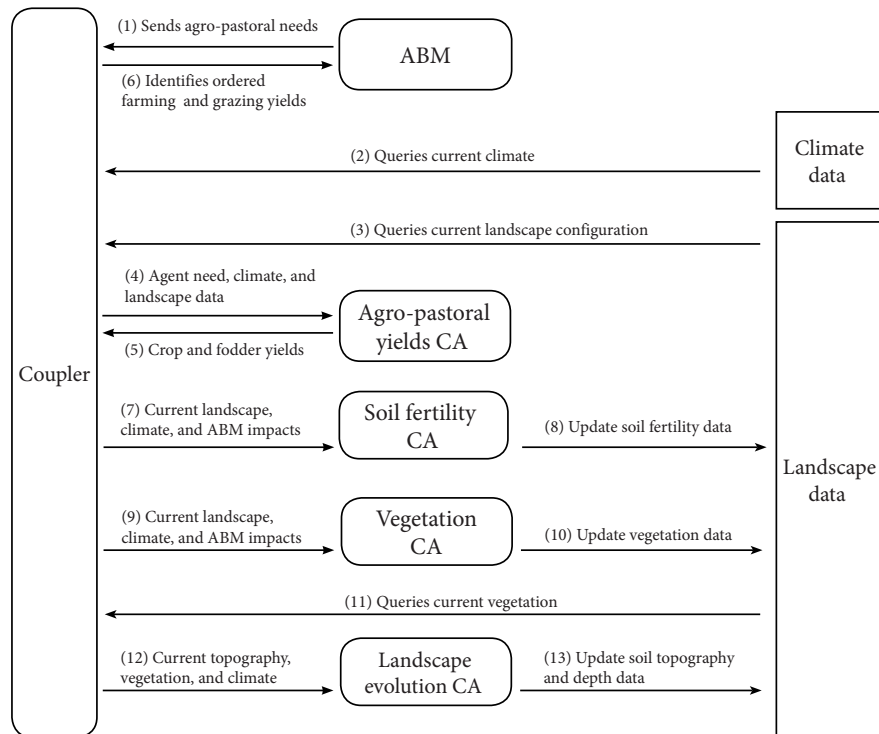 (1) Sends agro-pastoral needs
ABM
(6) Identifies ordered
farming and grazing yields
Climate
data
(2) Queries current climate
(3) Queries current landscape configuration
(4) Agent need, climate, and
landscape data
Agro-pastoral
yields CA
(5) Crop and fodder yields
Coupler
(7) Current landscape,
climate, and ABM impacts
Soil fertility
CA
(8) Update soil fertility data
Landscape
data
(9) Current landscape,
climate, and ABM impacts
Vegetation
CA
(10) Update vegetation data
(11) Queries current vegetation
(12) Current topography,
vegetation, and climate
Landscape
evolution CA
(13) Update soil topography
and depth data